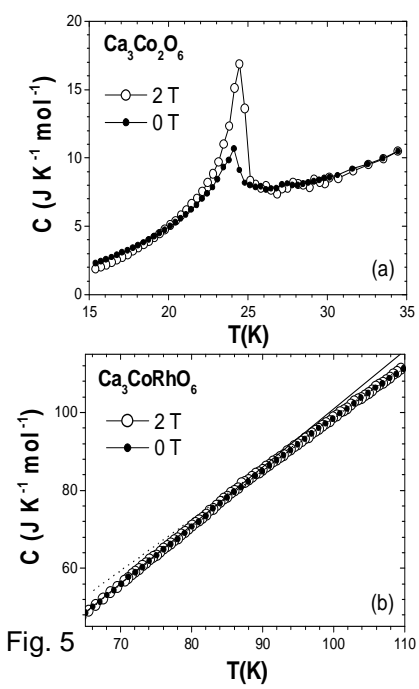 20
15
10
5
0
C (J K⁻¹ mol⁻¹)
Ca₃Co₂O₆
2 T
0 T
(a)
15 20 25 30 35
T(K)
100
80
60
C (J K⁻¹ mol⁻¹)
Ca₃CoRhO₆
2 T
0 T
(b)
70 80 90 100 110
T(K)
Fig. 5